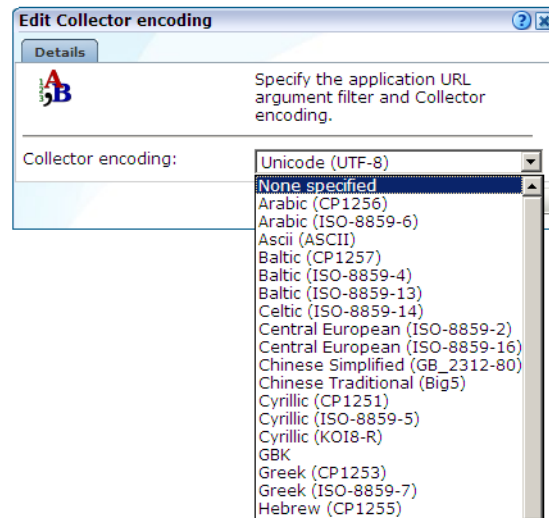 Edit Collector encoding
Details
Specify the application URL
argument filter and Collector
encoding.
Collector encoding:
Unicode (UTF-8)
None specified
Arabic (CP1256)
Arabic (ISO-8859-6)
Ascii (ASCII)
Baltic (CP1257)
Baltic (ISO-8859-4)
Baltic (ISO-8859-13)
Celtic (ISO-8859-14)
Central European (ISO-8859-2)
Central European (ISO-8859-16)
Chinese Simplified (GB_2312-80)
Chinese Traditional (Big5)
Cyrillic (CP1251)
Cyrillic (ISO-8859-5)
Cyrillic (KOI8-R)
GBK
Greek (CP1253)
Greek (ISO-8859-7)
Hebrew (CP1255)